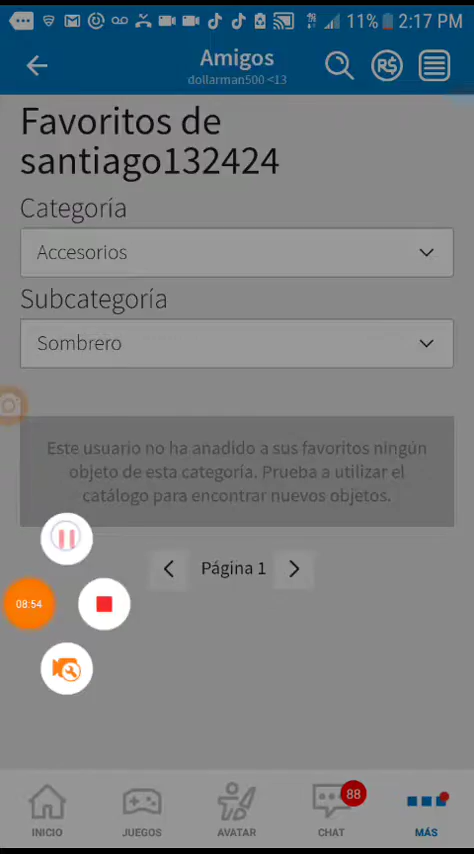 11% 2:17 PM
Amigos
dollarman500 <13
R$
Favoritos de
santiago132424
Categoría
Accesorios
Subcategoría
Sombrero
Este usuario no ha anadido a sus favoritos ningún
objeto de esta categoría. Prueba a utilizar el
catálogo para encontrar nuevos objetos.
Página 1
08:54
88
INICIO JUEGOS AVATAR CHAT MÁS